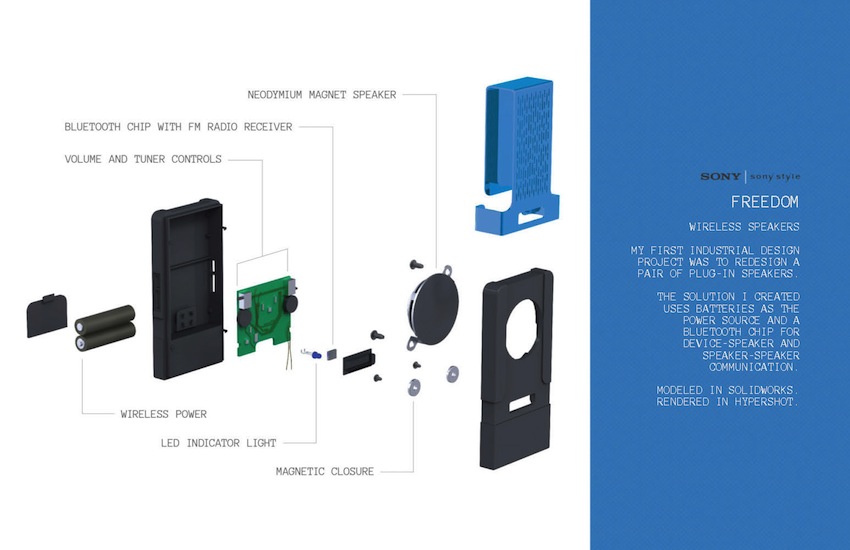 NEODYMIUM MAGNET SPEAKER
BLUETOOTH CHIP WITH FM RADIO RECEIVER
VOLUME AND TUNER CONTROLS
WIRELESS POWER
LED INDICATOR LIGHT
MAGNETIC CLOSURE
SONY | sony style
FREEDOM
WIRELESS SPEAKERS
MY FIRST INDUSTRIAL DESIGN
PROJECT WAS TO REDESIGN A
PAIR OF PLUG-IN SPEAKERS.
THE SOLUTION I CREATED
USES BATTERIES AS THE
POWER SOURCE AND A
BLUETOOTH CHIP FOR
DEVICE-SPEAKER AND
SPEAKER-SPEAKER
COMMUNICATION.
MODELED IN SOLIDWORKS.
RENDERED IN HYPERSHOT.